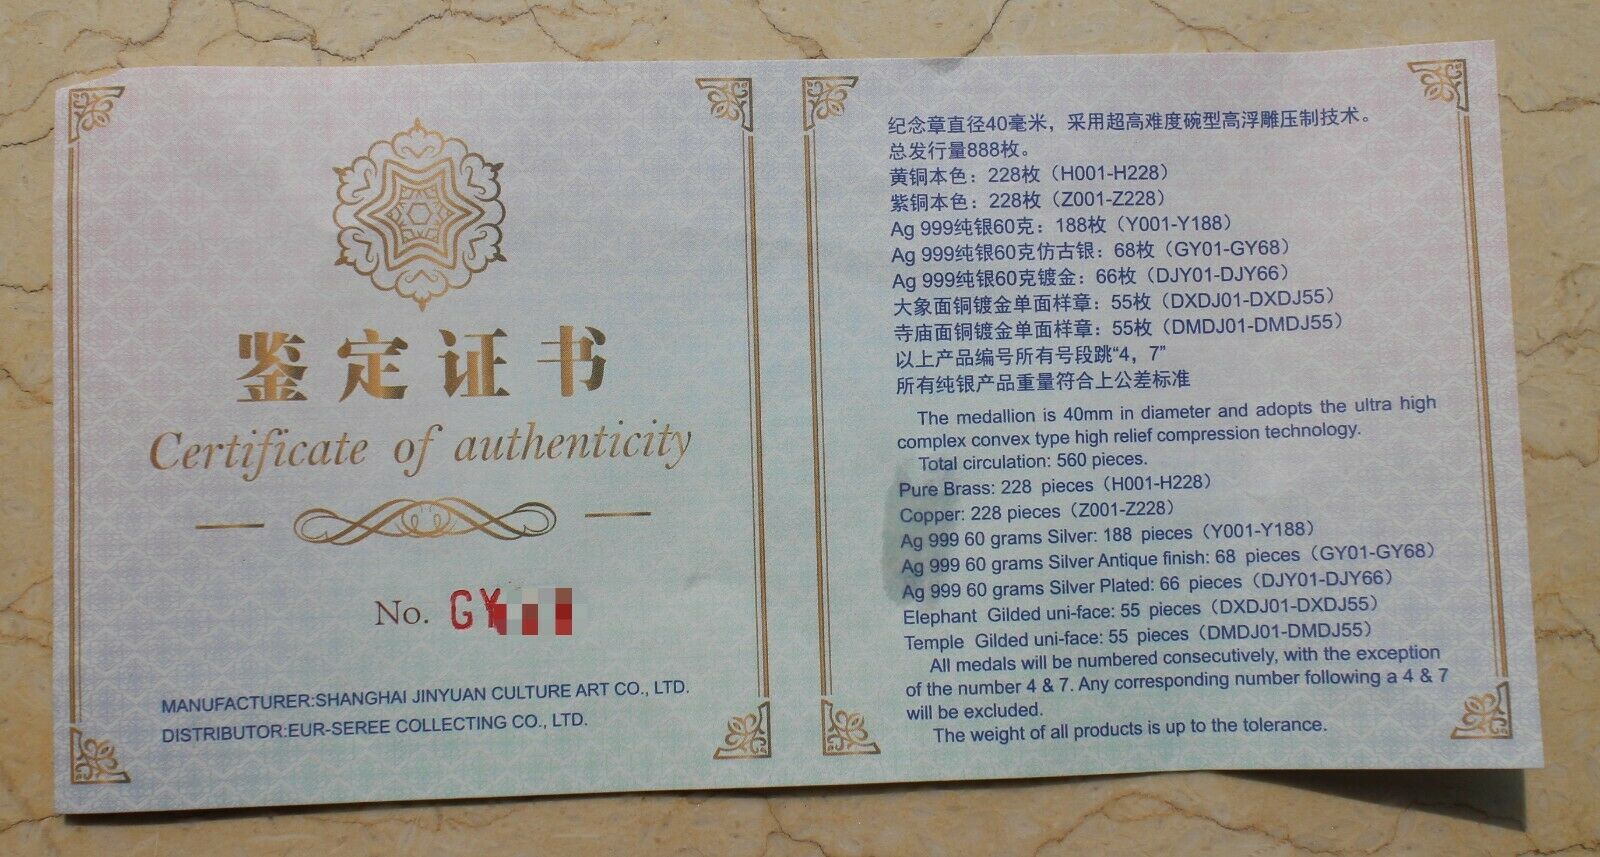 鉴定证书
Certificate of authenticity
No. GY
MANUFACTURER:SHANGHAI JINYUAN CULTURE ART CO., LTD.
DISTRIBUTOR:EUR-SEREE COLLECTING CO., LTD.
纪念章直径40毫米，采用超高难度碗型高浮雕压制技术。
总发行量888枚。
黄铜本色：228枚（H001-H228）
紫铜本色：228枚（Z001-Z228）
Ag 999纯银60克：188枚（Y001-Y188）
Ag 999纯银60克仿古银：68枚（GY01-GY68）
Ag 999纯银60克镀金：66枚（DJY01-DJY66）
大象面铜镀金单面样章：55枚（DXDJ01-DXDJ55）
寺庙面铜镀金单面样章：55枚（DMDJ01-DMDJ55）
以上产品编号所有号段跳“4，7”
所有纯银产品重量符合上公差标准
The medallion is 40mm in diameter and adopts the ultra high
complex convex type high relief compression technology.
Total circulation: 560 pieces.
Pure Brass: 228 pieces（H001-H228）
Copper: 228 pieces（Z001-Z228）
Ag 999 60 grams Silver: 188 pieces（Y001-Y188）
Ag 999 60 grams Silver Antique finish: 68 pieces（GY01-GY68）
Ag 999 60 grams Silver Plated: 66 pieces（DJY01-DJY66）
Elephant Gilded uni-face: 55 pieces（DXDJ01-DXDJ55）
Temple Gilded uni-face: 55 pieces（DMDJ01-DMDJ55）
All medals will be numbered consecutively, with the exception
of the number 4 & 7. Any corresponding number following a 4 & 7
will be excluded.
The weight of all products is up to the tolerance.